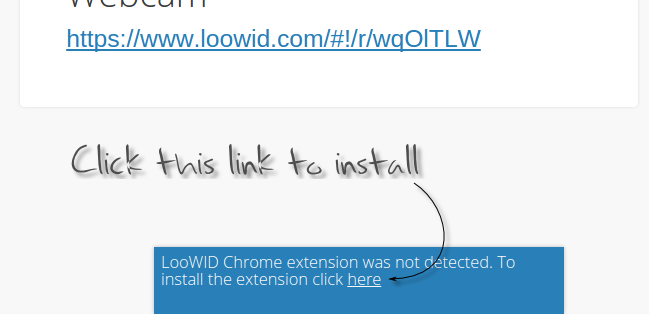 Webcam
https://www.loowid.com/#!/r/wqOlTLW
Click this link to install
LooWID Chrome extension was not detected. To
install the extension click here